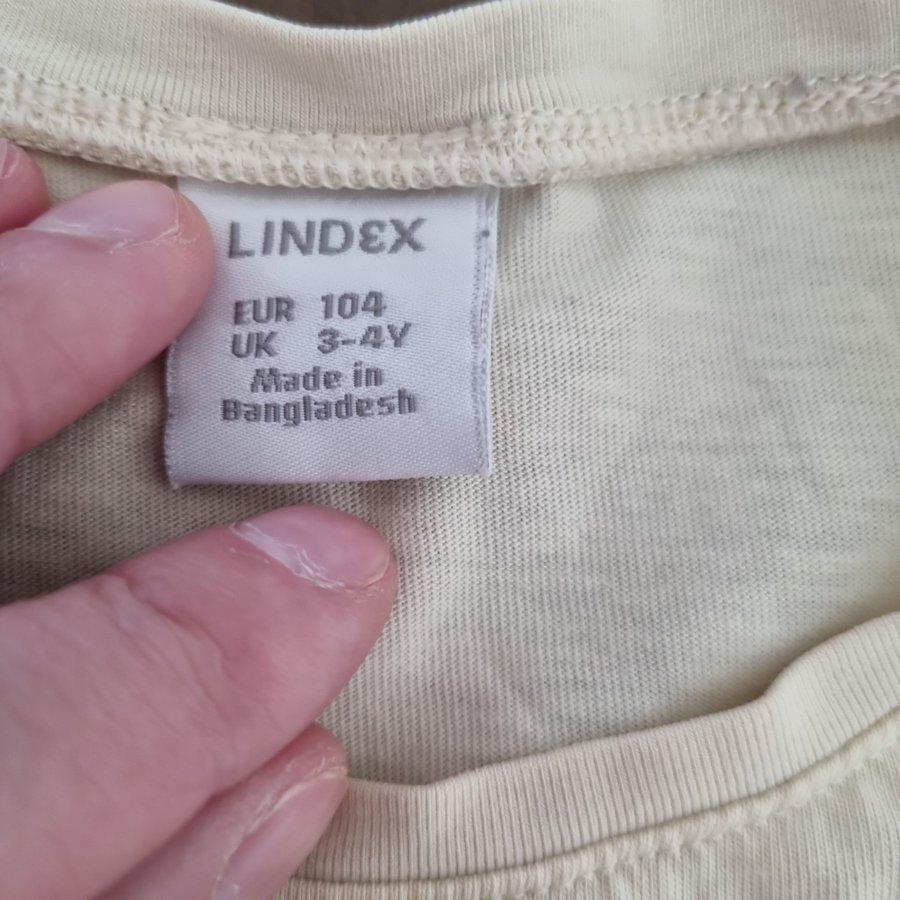 LINDEX
EUR 104
UK 3-4Y
Made in
Bangladesh